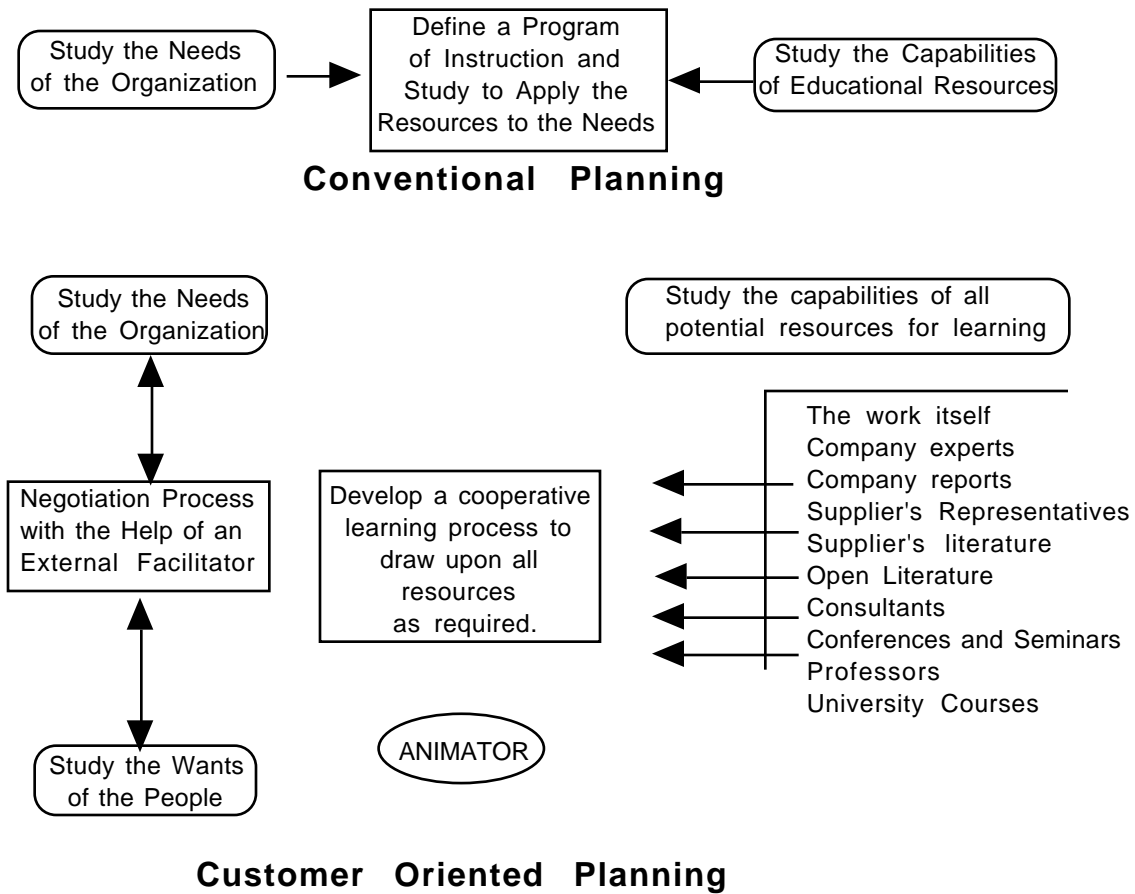 Study the Needs
of the Organization
Define a Program
of Instruction and
Study to Apply the
Resources to the Needs
Study the Capabilities
of Educational Resources
Conventional Planning
Study the Needs
of the Organization
Study the capabilities of all
potential resources for learning
Negotiation Process
with the Help of an
External Facilitator
Develop a cooperative
learning process to
draw upon all
resources
as required.
The work itself
Company experts
Company reports
Supplier's Representatives
Supplier's literature
Open Literature
Consultants
Conferences and Seminars
Professors
University Courses
ANIMATOR
Study the Wants
of the People
Customer Oriented Planning